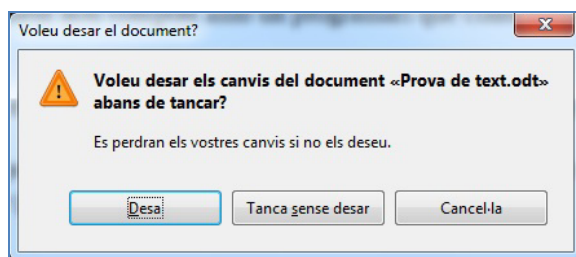 Voleu desar el document?
Voleu desar els canvis del document «Prova de text.odt»
abans de tancar?
Es perdran els vostres canvis si no els deseu.
Desa
Tanca sense desar
Cancel·la